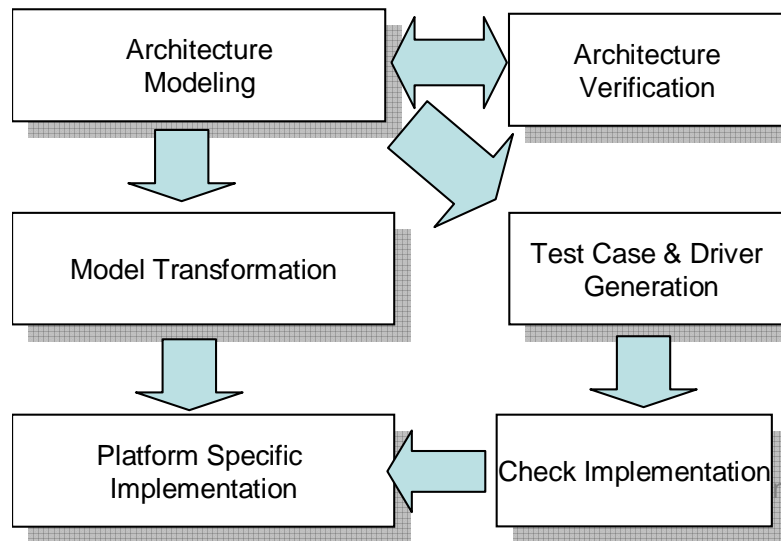 Architecture
Modeling
Architecture
Verification
Model Transformation
Test Case & Driver
Generation
Platform Specific
Implementation
Check Implementation